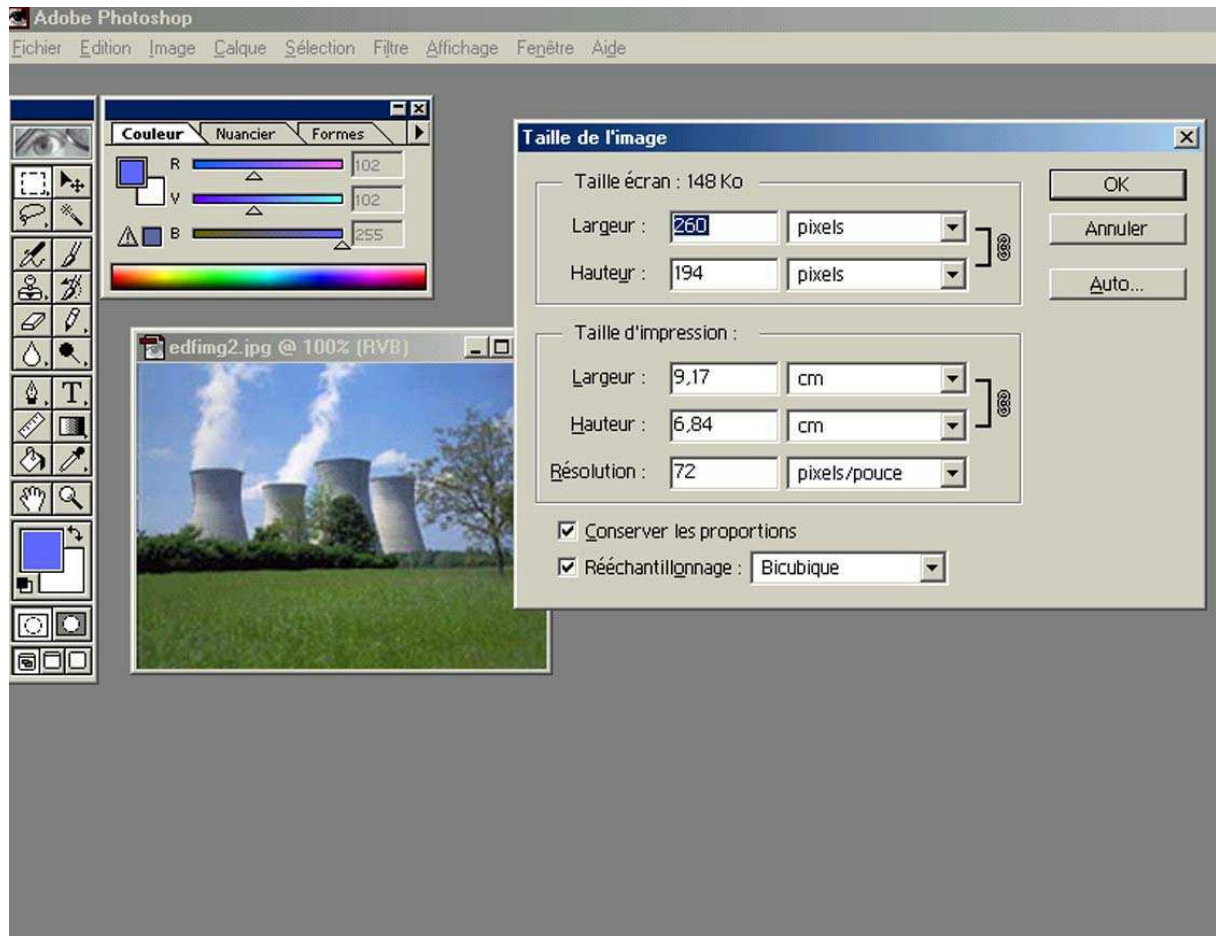 Adobe Photoshop
Fichier Edition Image Calque Sélection Filtre Affichage Fenêtre Aide
Couleur Nuancier Formes
R 102
V 102
B 255
edfimg2.jpg @ 100% (RVB)
T
Taille de l'image
Taille écran : 148 Ko
Largeur : 260 pixels
Hauteur : 194 pixels
Taille d'impression :
Largeur : 9,17 cm
Hauteur : 6,84 cm
Résolution : 72 pixels/pouce
Conserver les proportions
Rééchantillonnage : Bicubique
OK
Annuler
Auto...